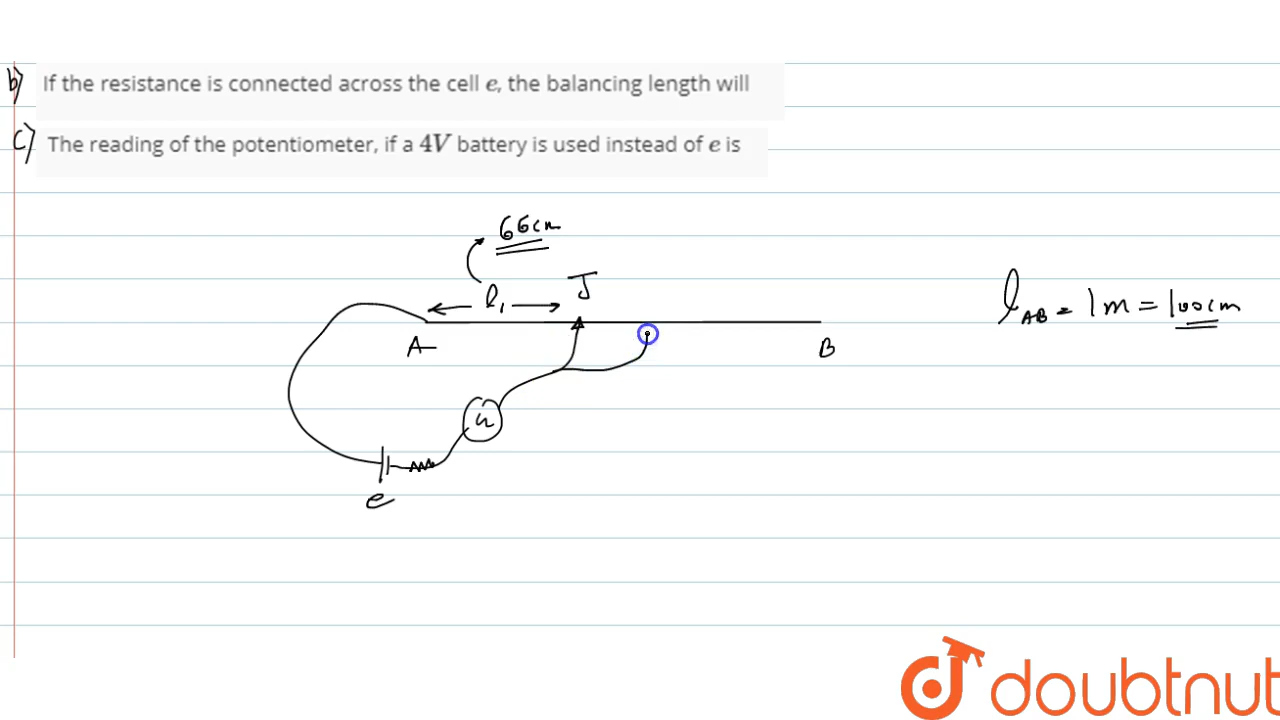 b) If the resistance is connected across the cell e, the balancing length will
c) The reading of the potentiometer, if a 4V battery is used instead of e is
66cm
l₁ J
l_AB = 1m = 100cm
A B
G
e
doubtnut